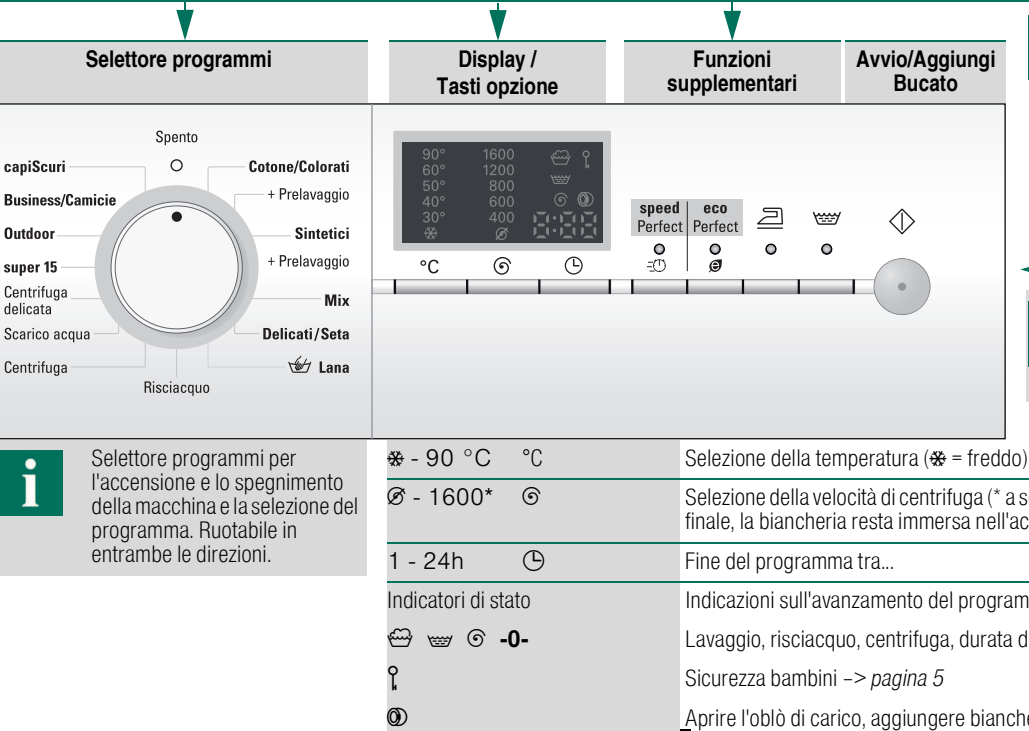 Selettore programmi
Display /
Tasti opzione
Funzioni
supplementari
Avvio/Aggiungi
Bucato
Spento
capiScuri
Business/Camicie
Outdoor
super 15
Centrifuga
delicata
Scarico acqua
Centrifuga
Risciacquo
Cotone/Colorati
+ Prelavaggio
Sintetici
+ Prelavaggio
Mix
Delicati/Seta
Lana
90° 1600
60° 1200
50° 800
40° 600
30° 400
8:88
°C
speed
Perfect
eco
Perfect
i
Selettore programmi per
l'accensione e lo spegnimento
della macchina e la selezione del
programma. Ruotabile in
entrambe le direzioni.
- 90 °C °C Selezione della temperatura (= freddo)
- 1600* Selezione della velocità di centrifuga (* a
finale, la biancheria resta immersa
1 - 24h Fine del programma tra...
Indicatori di stato Indicazioni sull'avanzamento del
-0- Lavaggio, risciacquo, centrifuga, durata
Sicurezza bambini –> pagina 5
Aprire l'oblò di carico, aggiungere